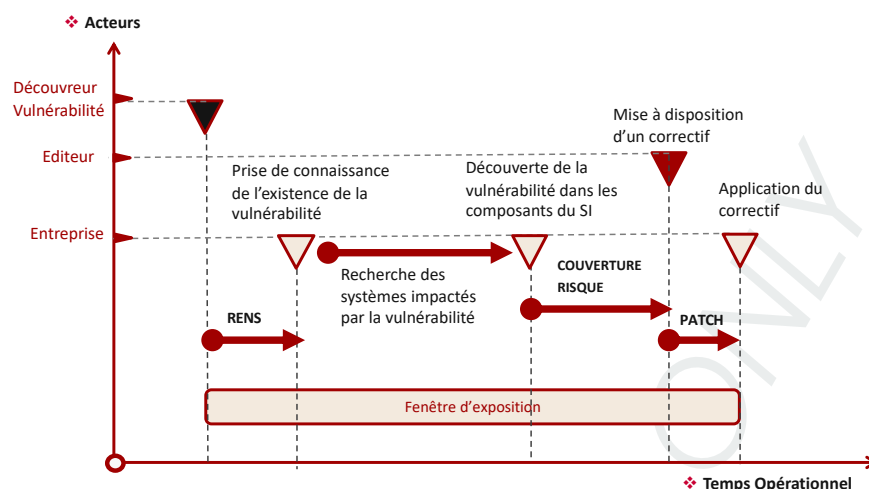 ❖ Acteurs
Découvreur
Vulnérabilité
Mise à disposition
d’un correctif
Editeur
Prise de connaissance
de l’existence de la
vulnérabilité
Découverte de la
vulnérabilité dans les
composants du SI
Application du
correctif
Entreprise
Recherche des
systèmes impactés
par la vulnérabilité
COUVERTURE
RISQUE
RENS
PATCH
Fenêtre d’exposition
ONLY
❖ Temps Opérationnel